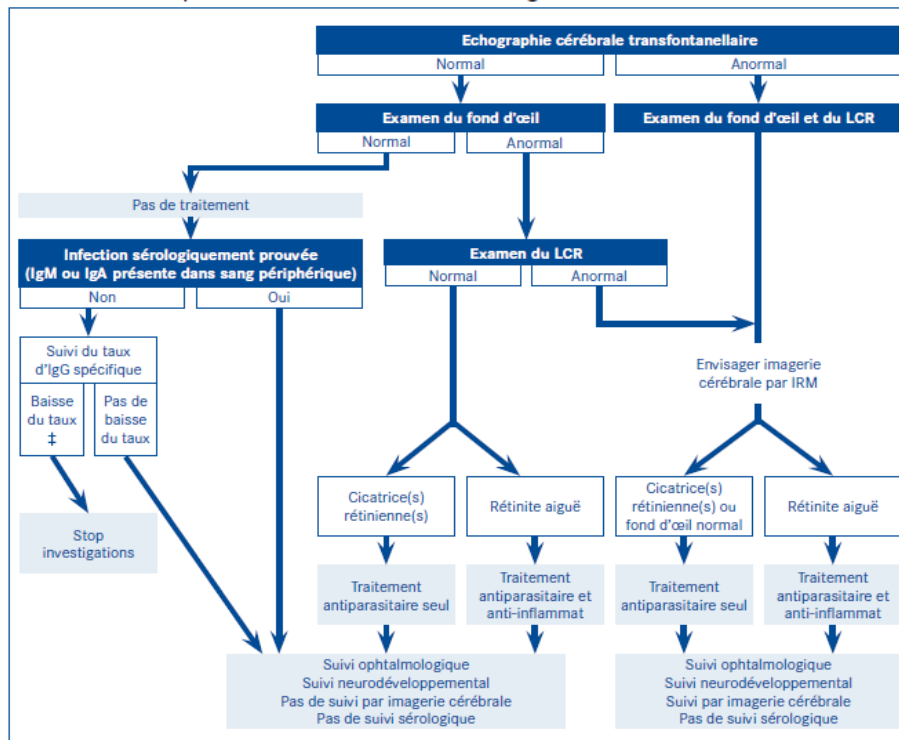 Echographie cérébrale transfontanellaire
Normal
Anormal
Examen du fond d'œil
Normal
Anormal
Examen du fond d'œil et du LCR
Pas de traitement
Infection sérologiquement prouvée
(IgM ou IgA présente dans sang périphérique)
Non
Oui
Examen du LCR
Normal
Anormal
Suivi du taux
d'IgG spécifique
Baisse
du taux
‡
Pas de
baisse
du taux
Envisager imagerie
cérébrale par IRM
Stop
investigations
Cicatrice(s)
rétinienne(s)
Rétinite aiguë
Cicatrice(s)
rétinienne(s) ou
fond d'œil normal
Rétinite aiguë
Traitement
antiparasitaire seul
Traitement
antiparasitaire et
anti-inflammat
Traitement
antiparasitaire seul
Traitement
antiparasitaire et
anti-inflammat
Suivi ophtalmologique
Suivi neurodéveloppemental
Pas de suivi par imagerie cérébrale
Pas de suivi sérologique
Suivi ophtalmologique
Suivi neurodéveloppemental
Suivi par imagerie cérébrale
Pas de suivi sérologique